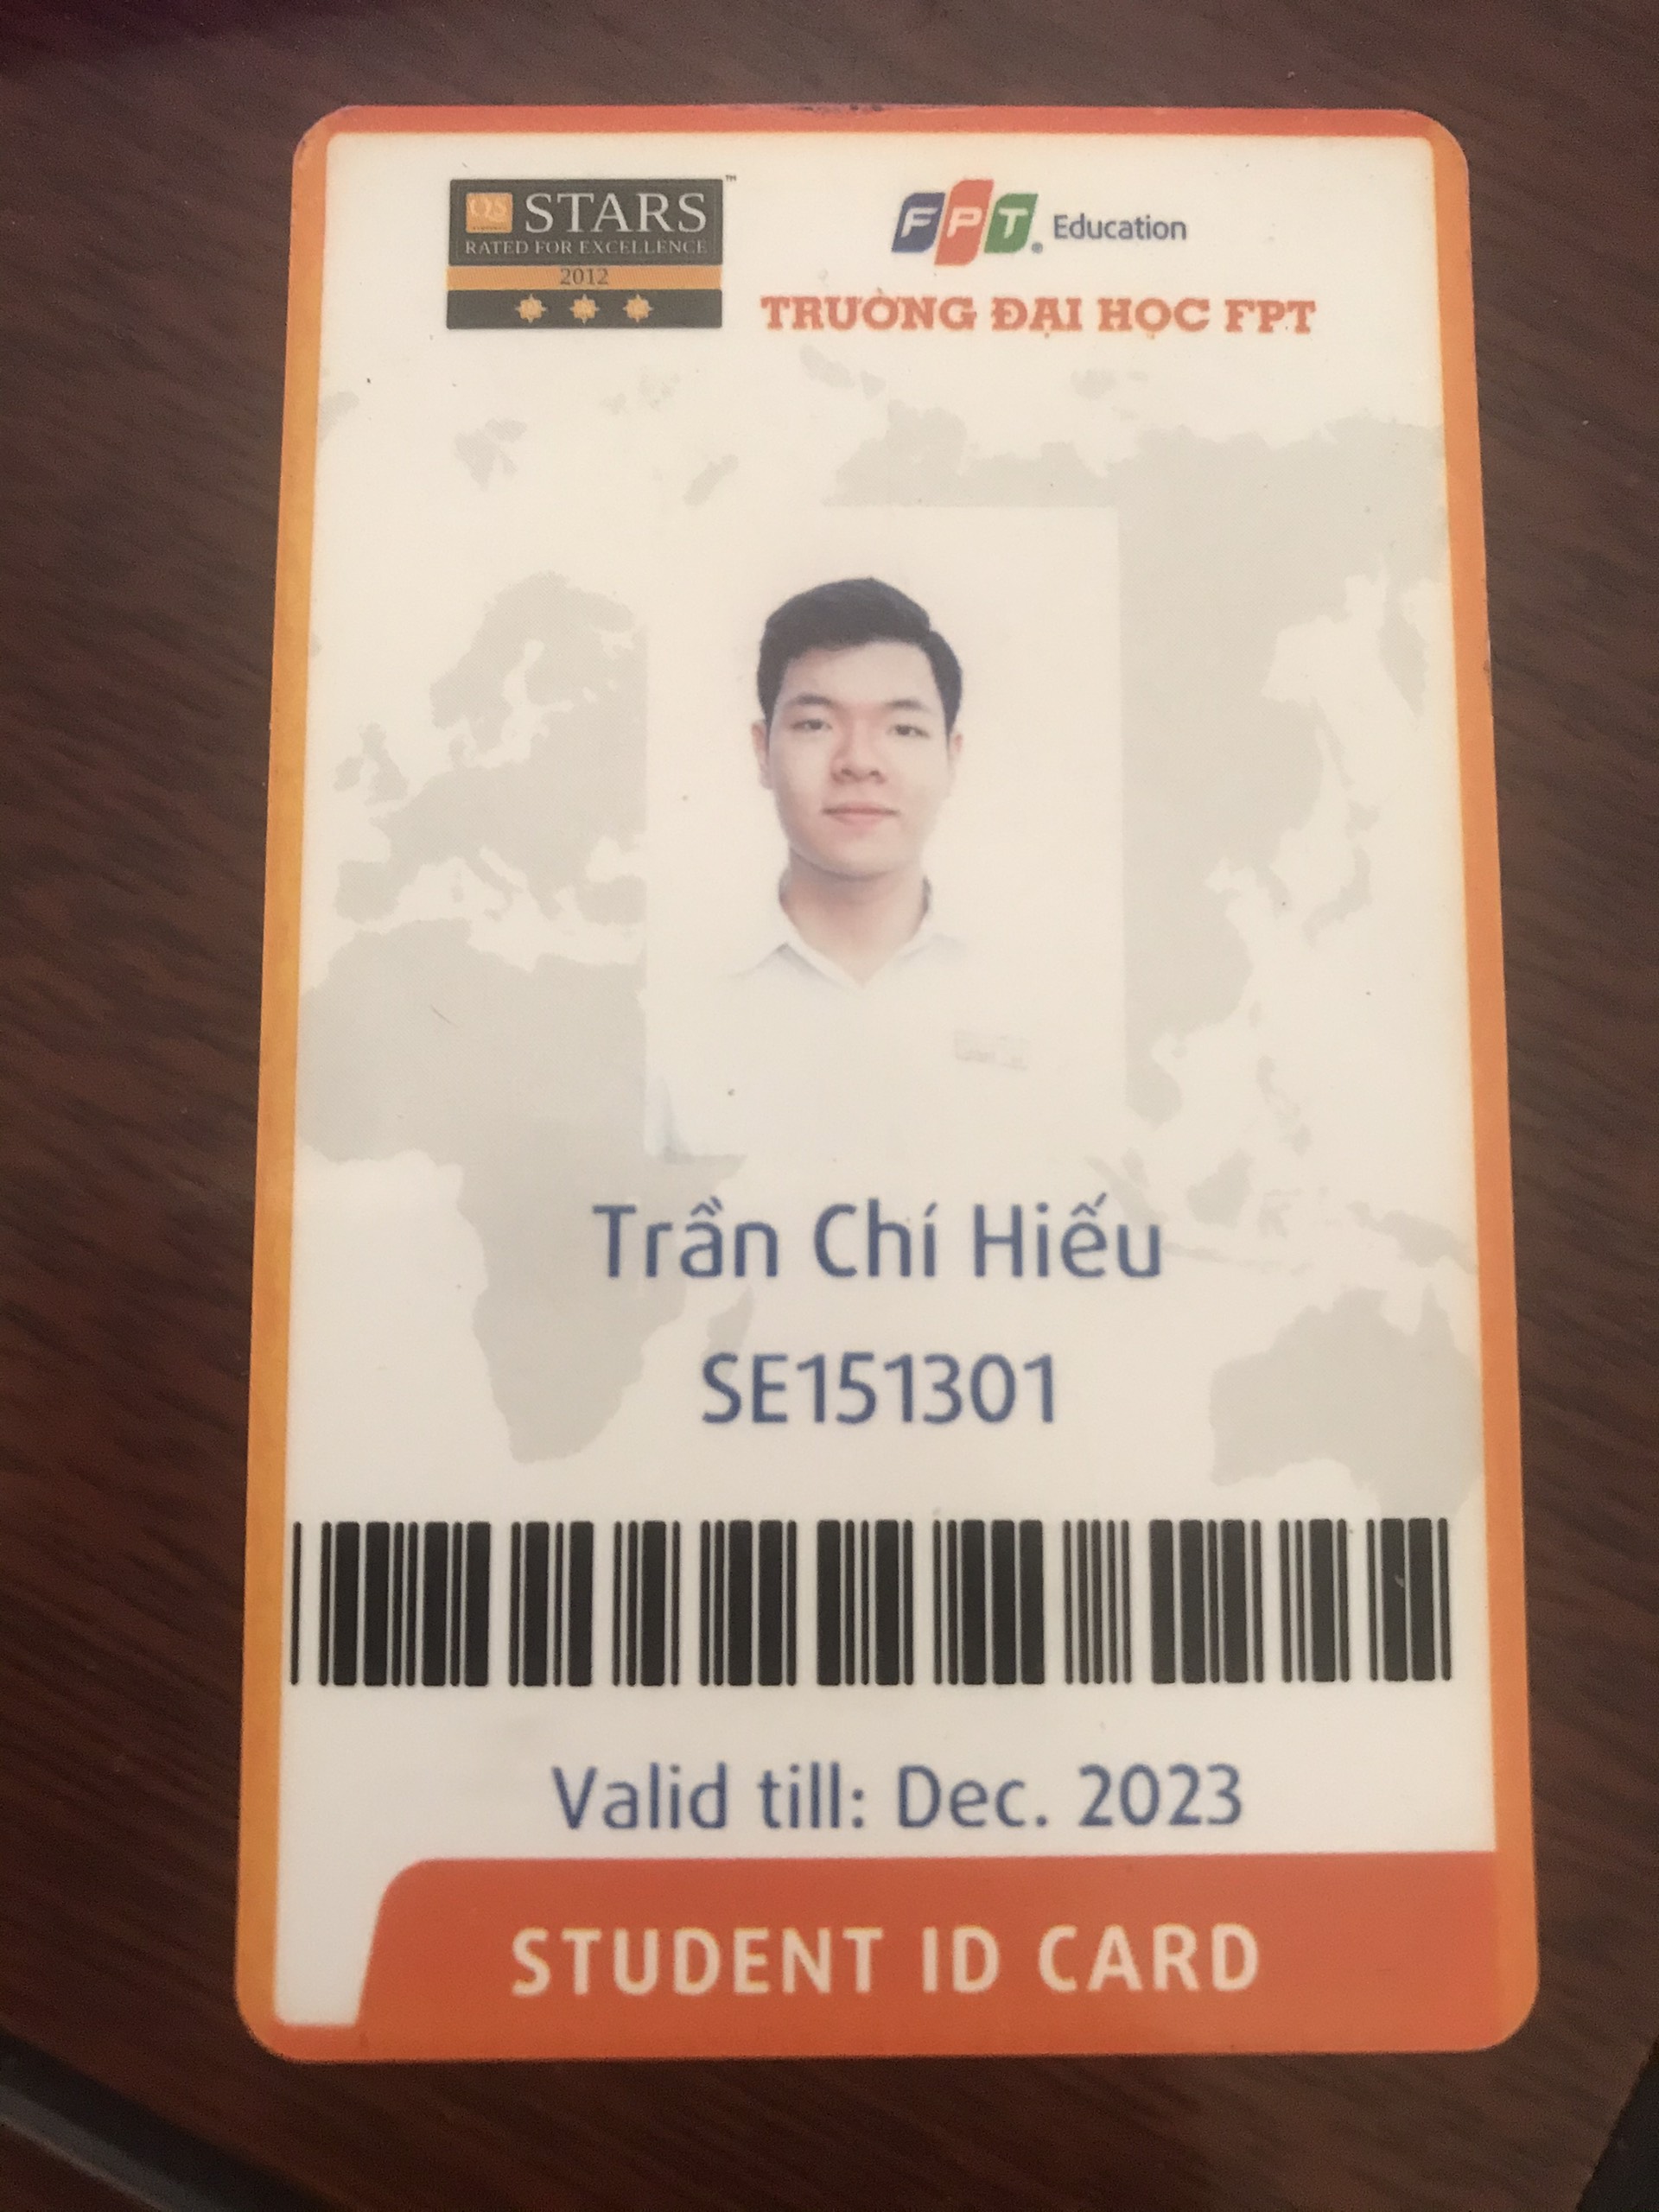 QS STARS™
RATED FOR EXCELLENCE
2012
FPT® Education
TRƯỜNG ĐẠI HỌC FPT
Trần Chí Hiếu
SE151301
Valid till: Dec. 2023
STUDENT ID CARD